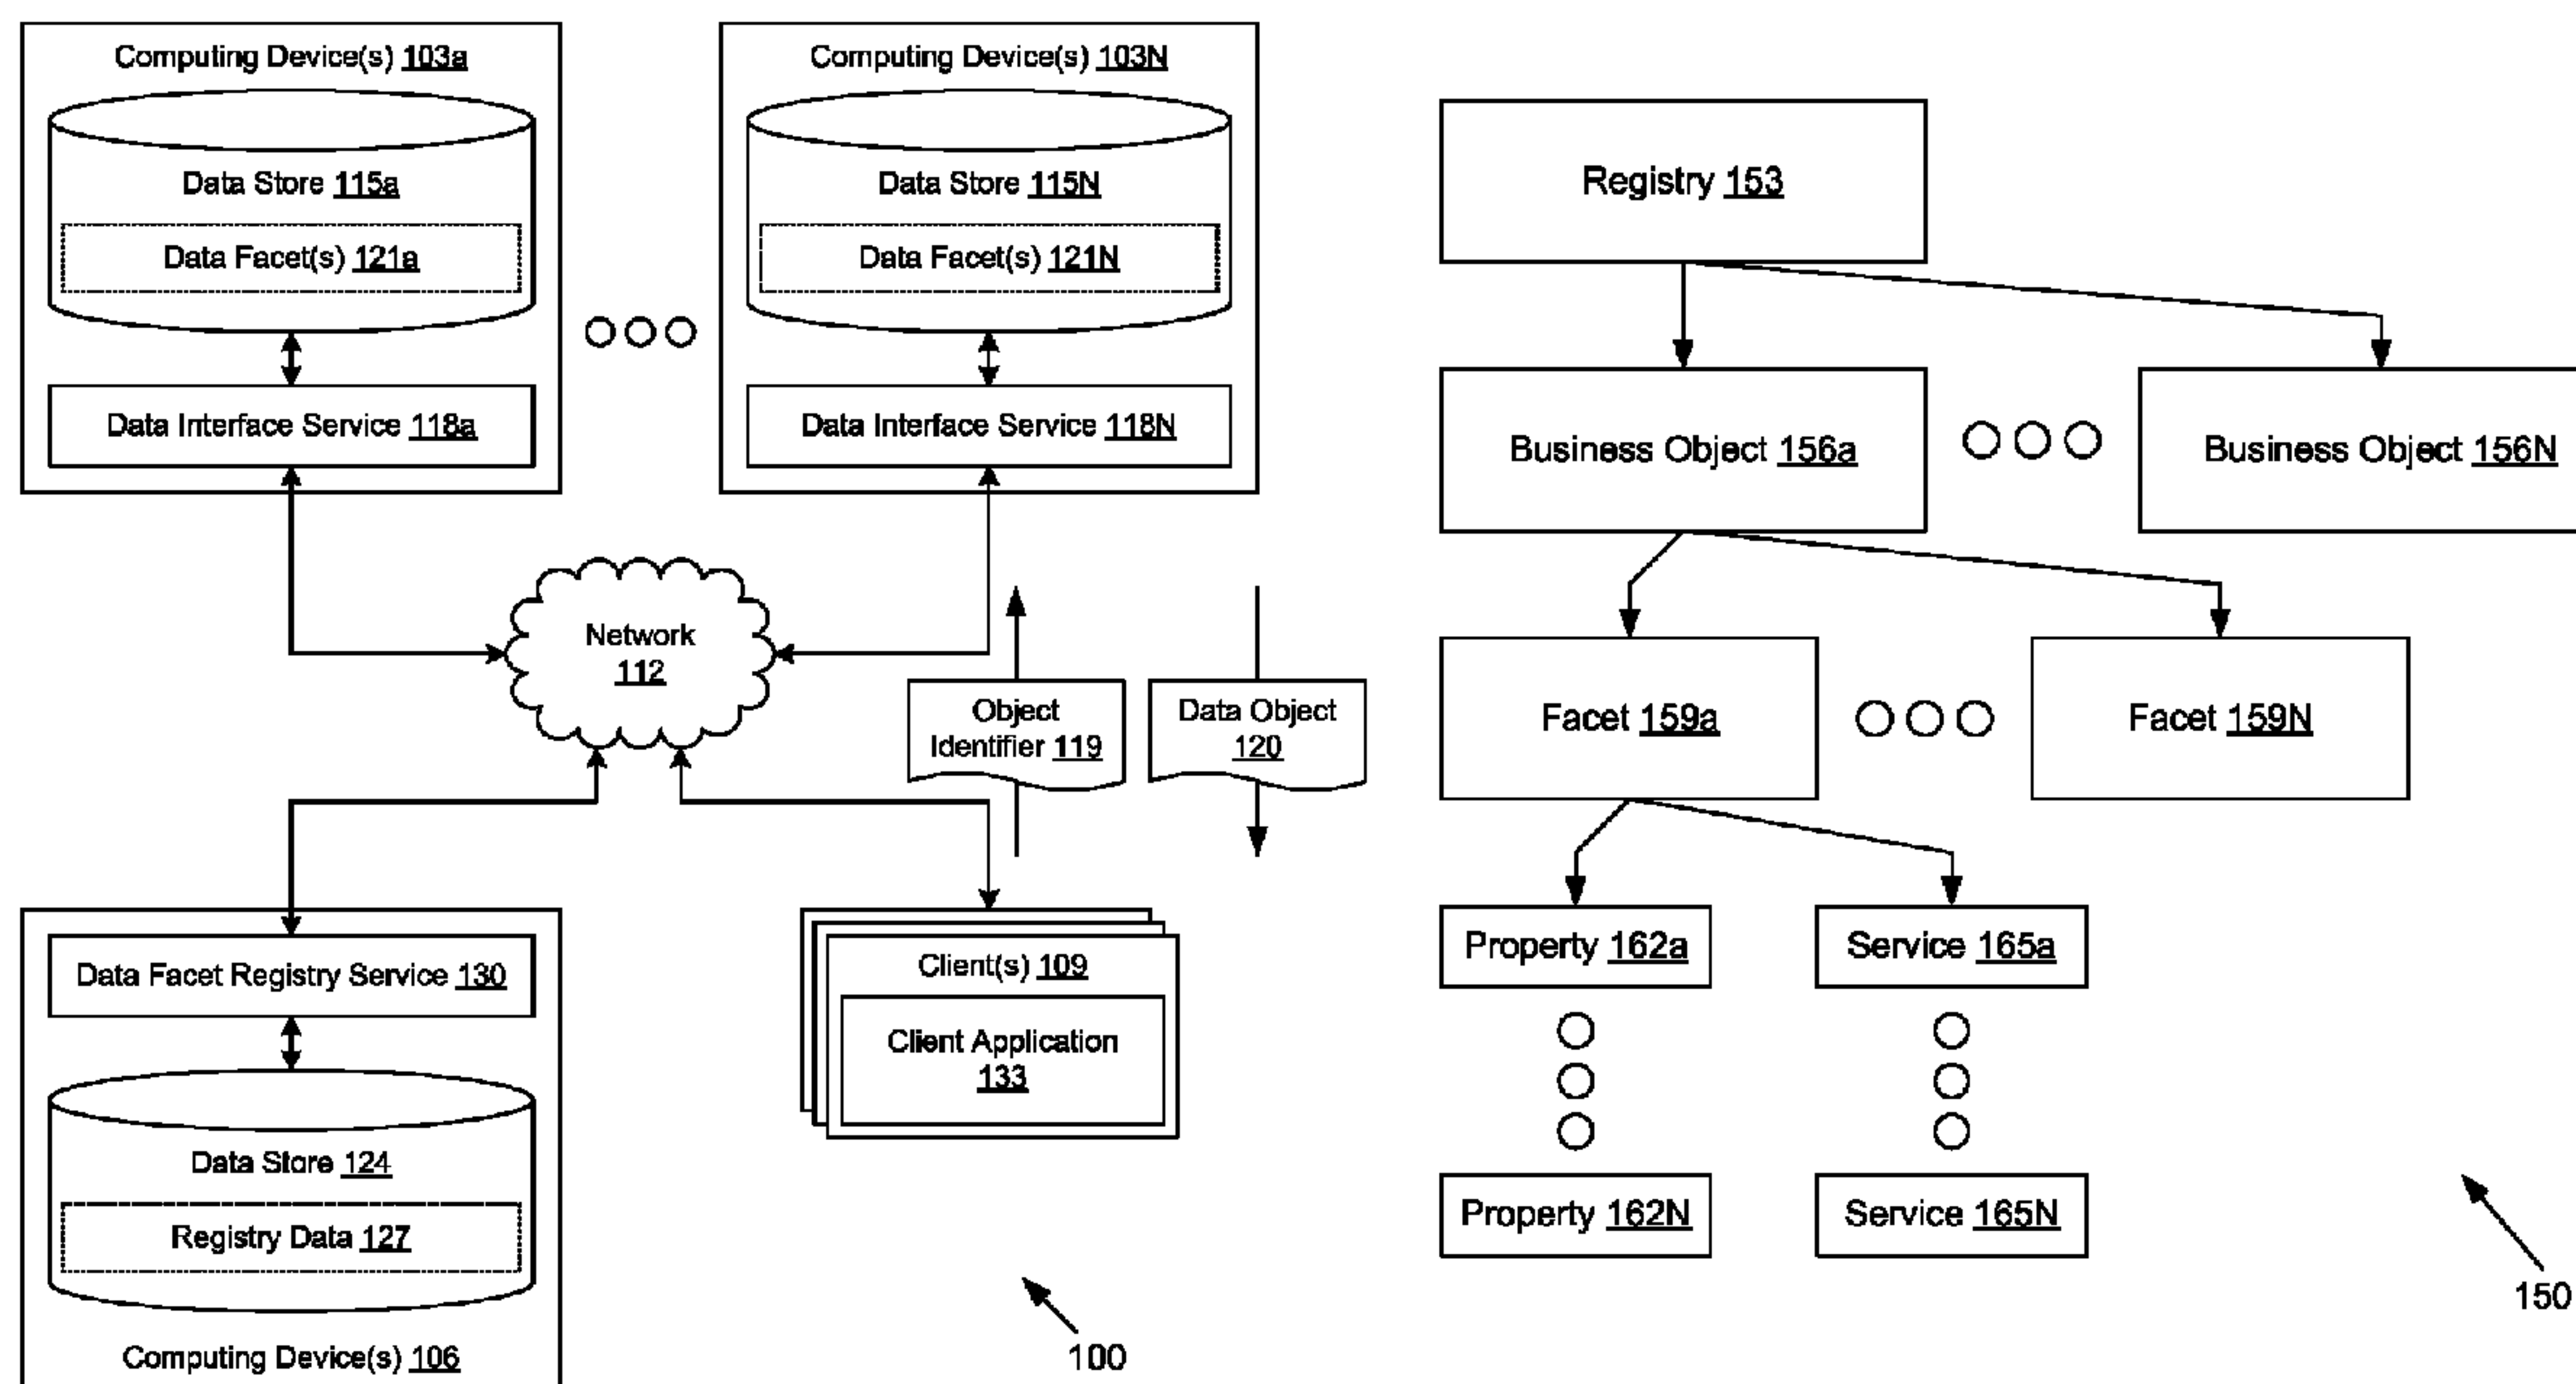 Computing Device(s) 103a
Data Store 115a
Data Facet(s) 121a
Data Interface Service 118a
Computing Device(s) 103N
Data Store 115N
Data Facet(s) 121N
Data Interface Service 118N
Network
112
Object
Identifier 119
Data Object
120
Data Facet Registry Service 130
Data Store 124
Registry Data 127
Computing Device(s) 106
Client(s) 109
Client Application
133
100
Registry 153
Business Object 156a
Business Object 156N
Facet 159a
Facet 159N
Property 162a
Service 165a
Property 162N
Service 165N
150